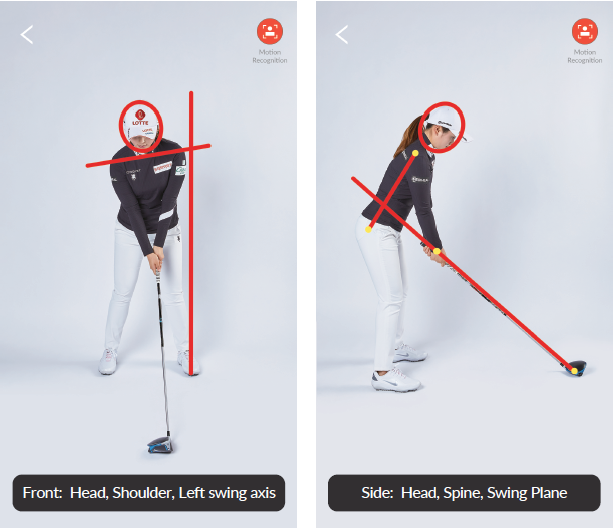 Motion
Recognition
LOTTE
Front: Head, Shoulder, Left swing axis
Motion
Recognition
Side: Head, Spine, Swing Plane